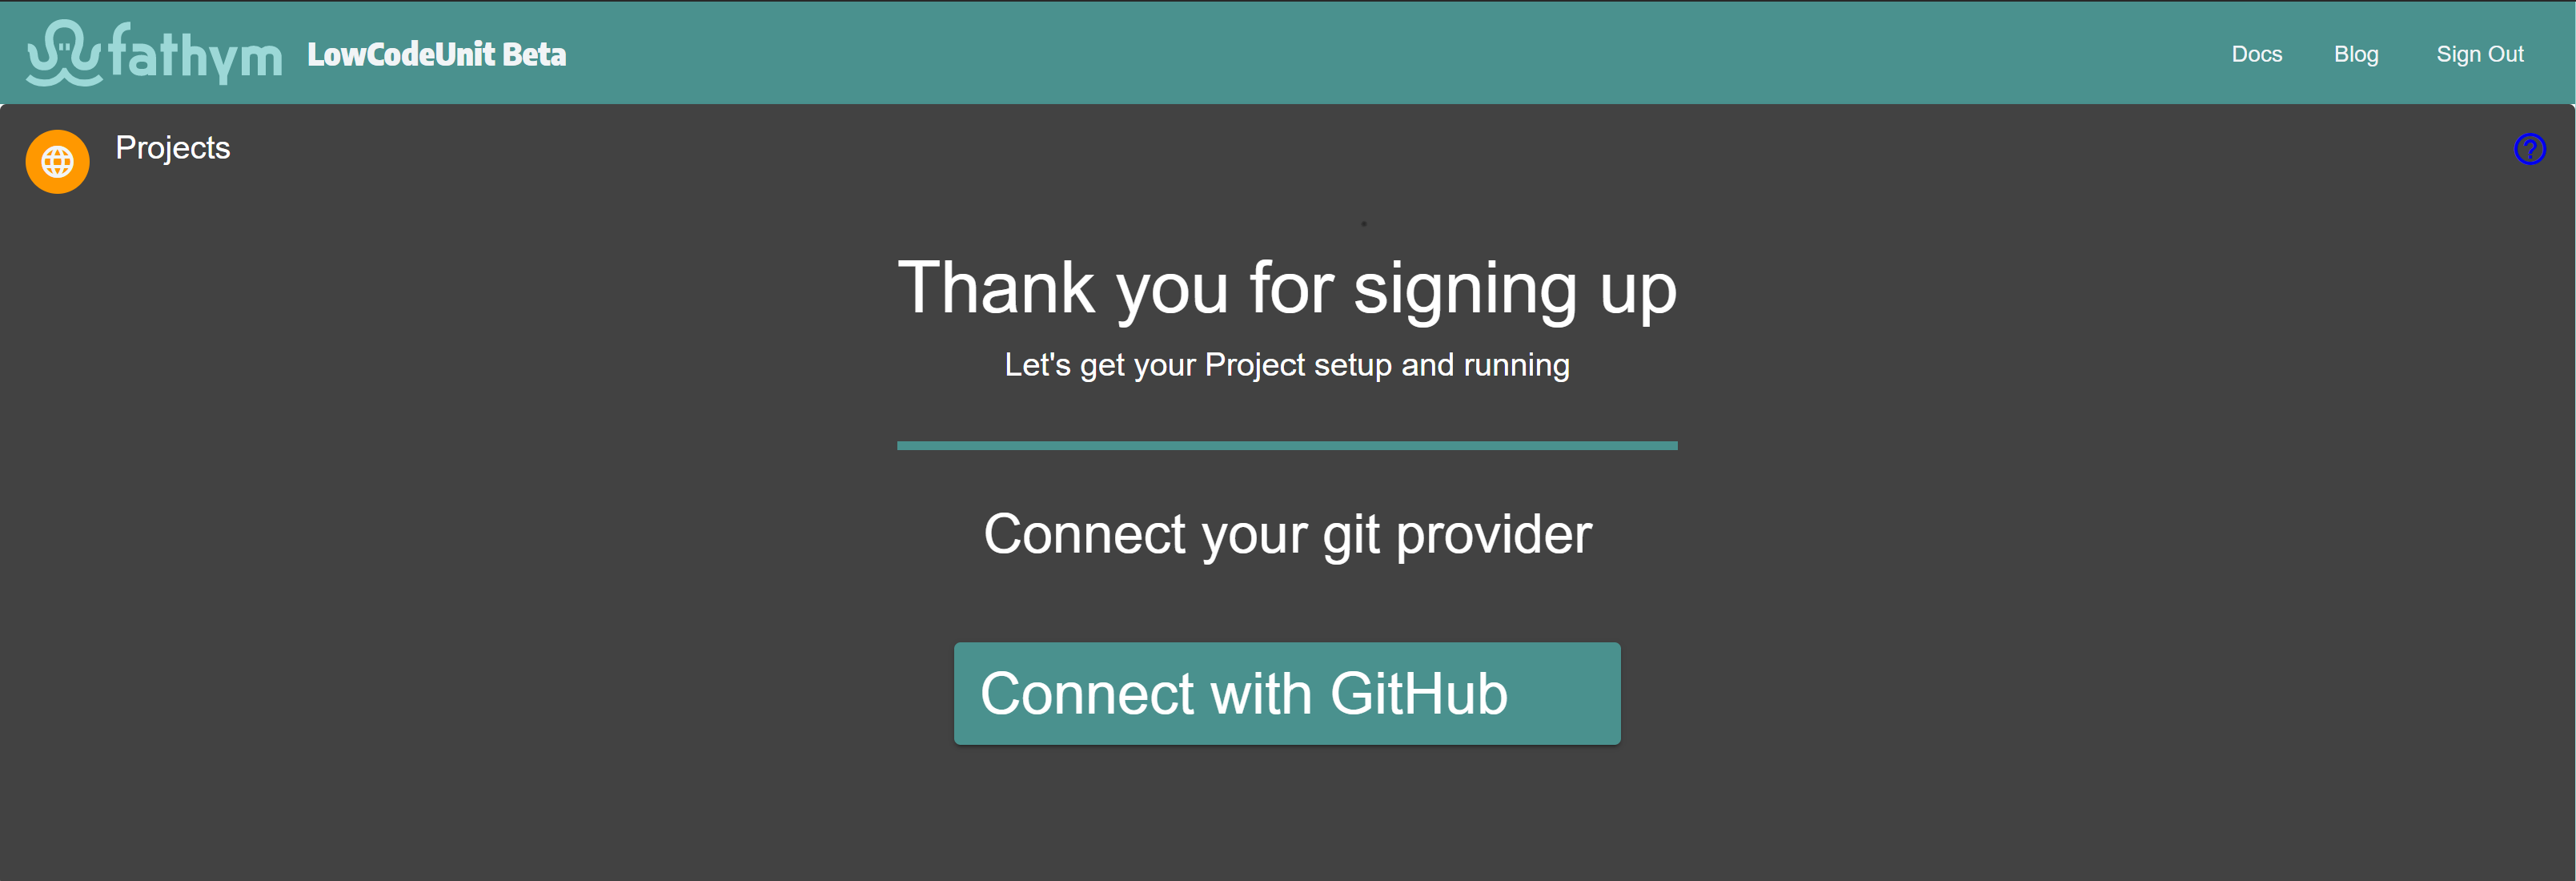 fathym LowCodeUnit Beta Docs Blog Sign Out
Projects
Thank you for signing up
Let's get your Project setup and running
Connect your git provider
Connect with GitHub